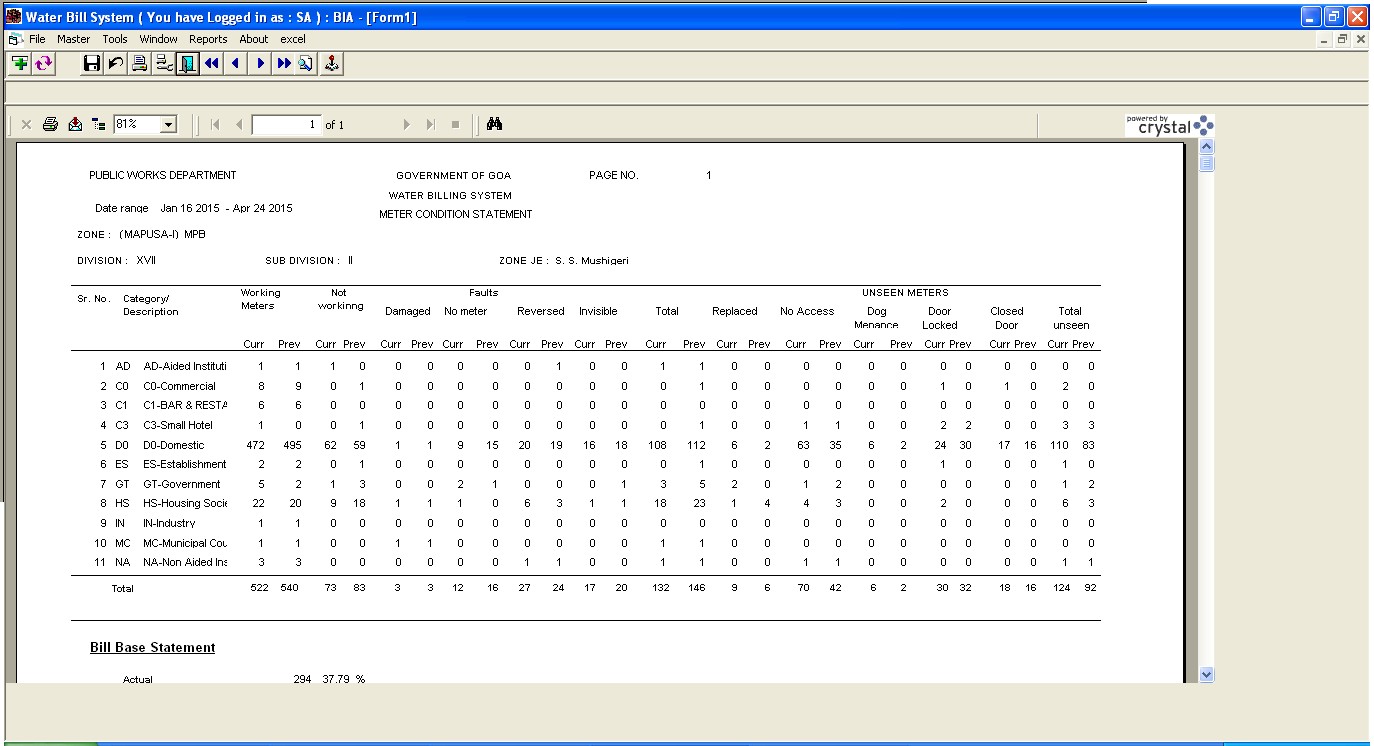 Water Bill System ( You have Logged in as : SA ) : BIA - [Form1]
File Master Tools Window Reports About excel
81% 1 of 1
powered by
crystal
PUBLIC WORKS DEPARTMENT GOVERNMENT OF GOA PAGE NO. 1
WATER BILLING SYSTEM
Date range Jan 16 2015 - Apr 24 2015
METER CONDITION STATEMENT
ZONE : (MAPUSA-I) MPB
DIVISION : XVII SUB DIVISION : II ZONE JE : S. S. Mushigeri
Working Not Faults UNSEEN METERS
Sr. No. Category/ Meters workinng
Description Damaged No meter Reversed Invisible Total Replaced No Access Dog Door Closed Total
Menance Locked Door unseen
Curr Prev Curr Prev Curr Prev Curr Prev Curr Prev Curr Prev Curr Prev Curr Prev Curr Prev Curr Prev Curr Prev Curr Prev Curr Prev
1 AD AD-Aided Instituti 1 1 1 0 0 0 0 0 0 1 0 0 1 1 0 0 0 0 0 0 0 0 0 0 0 0
2 C0 C0-Commercial 8 9 0 1 0 0 0 0 0 0 0 0 0 1 0 0 0 0 0 0 1 0 1 0 2 0
3 C1 C1-BAR & RESTA 6 6 0 0 0 0 0 0 0 0 0 0 0 0 0 0 0 0 0 0 0 0 0 0 0 0
4 C3 C3-Small Hotel 1 0 0 1 0 0 0 0 0 0 0 0 0 1 0 0 1 1 0 0 2 2 0 0 3 3
5 D0 D0-Domestic 472 495 62 59 1 1 9 15 20 19 16 18 108 112 6 2 63 35 6 2 24 30 17 16 110 83
6 ES ES-Establishment 2 2 0 1 0 0 0 0 0 0 0 0 0 1 0 0 0 0 0 0 1 0 0 0 1 0
7 GT GT-Government 5 2 1 3 0 0 2 1 0 0 0 1 3 5 2 0 1 2 0 0 0 0 0 0 1 2
8 HS HS-Housing Socie 22 20 9 18 1 1 1 0 6 3 1 1 18 23 1 4 4 3 0 0 2 0 0 0 6 3
9 IN IN-Industry 1 1 0 0 0 0 0 0 0 0 0 0 0 0 0 0 0 0 0 0 0 0 0 0 0 0
10 MC MC-Municipal Cou 1 1 0 0 1 1 0 0 0 0 0 0 1 1 0 0 0 0 0 0 0 0 0 0 0 0
11 NA NA-Non Aided Ins 3 3 0 0 0 0 0 0 1 1 0 0 1 1 0 0 1 1 0 0 0 0 0 0 1 1
Total 522 540 73 83 3 3 12 16 27 24 17 20 132 146 9 6 70 42 6 2 30 32 18 16 124 92
Bill Base Statement
Actual 294 37.79 %